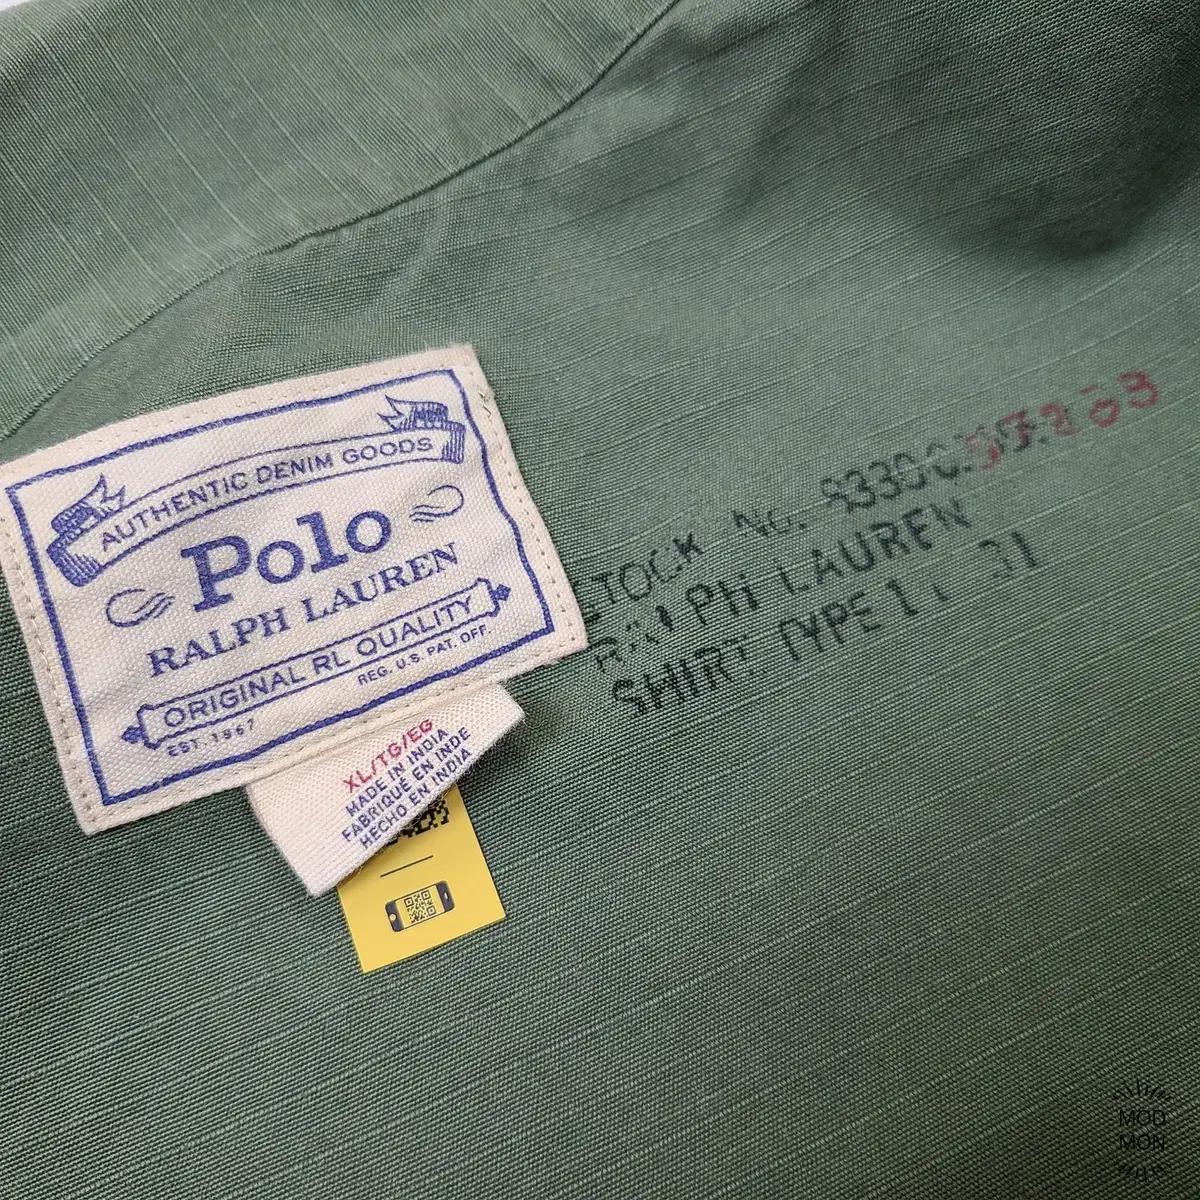 AUTHENTIC DENIM GOODS
Polo
RALPH LAUREN
ORIGINAL RL QUALITY
REG. U.S. PAT. OFF.
EST. 1967
XL/TG/EG
MADE IN INDIA
FABRIQUÉ EN INDE
HECHO EN INDIA
STOCK No.
RALPH LAUREN
SHIRT TYPE
MOD
MON